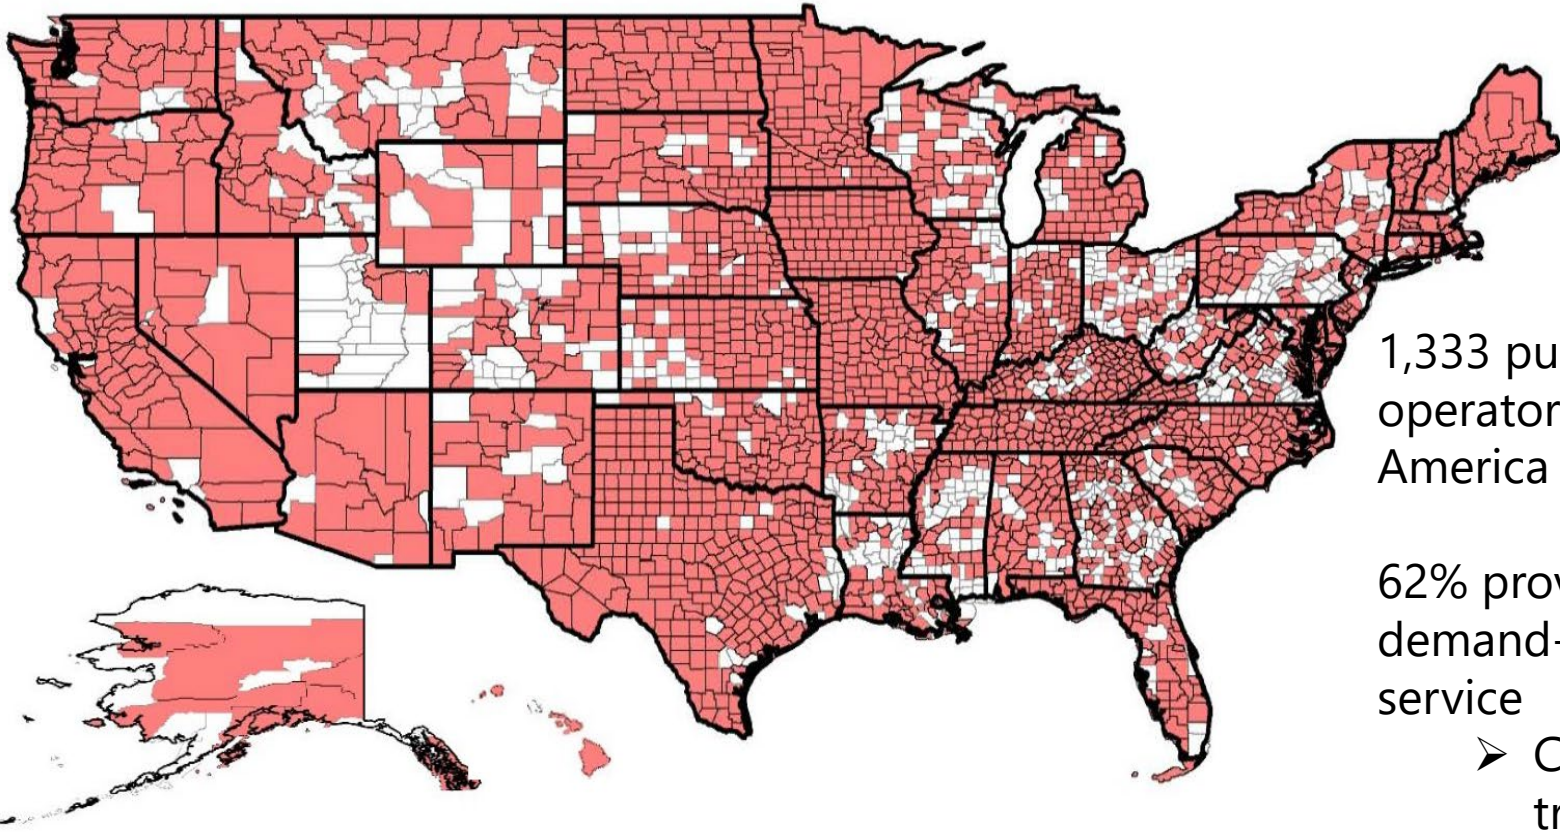 1,333 pu
operator
America
62% prov
demand-
service
➢ C
tr